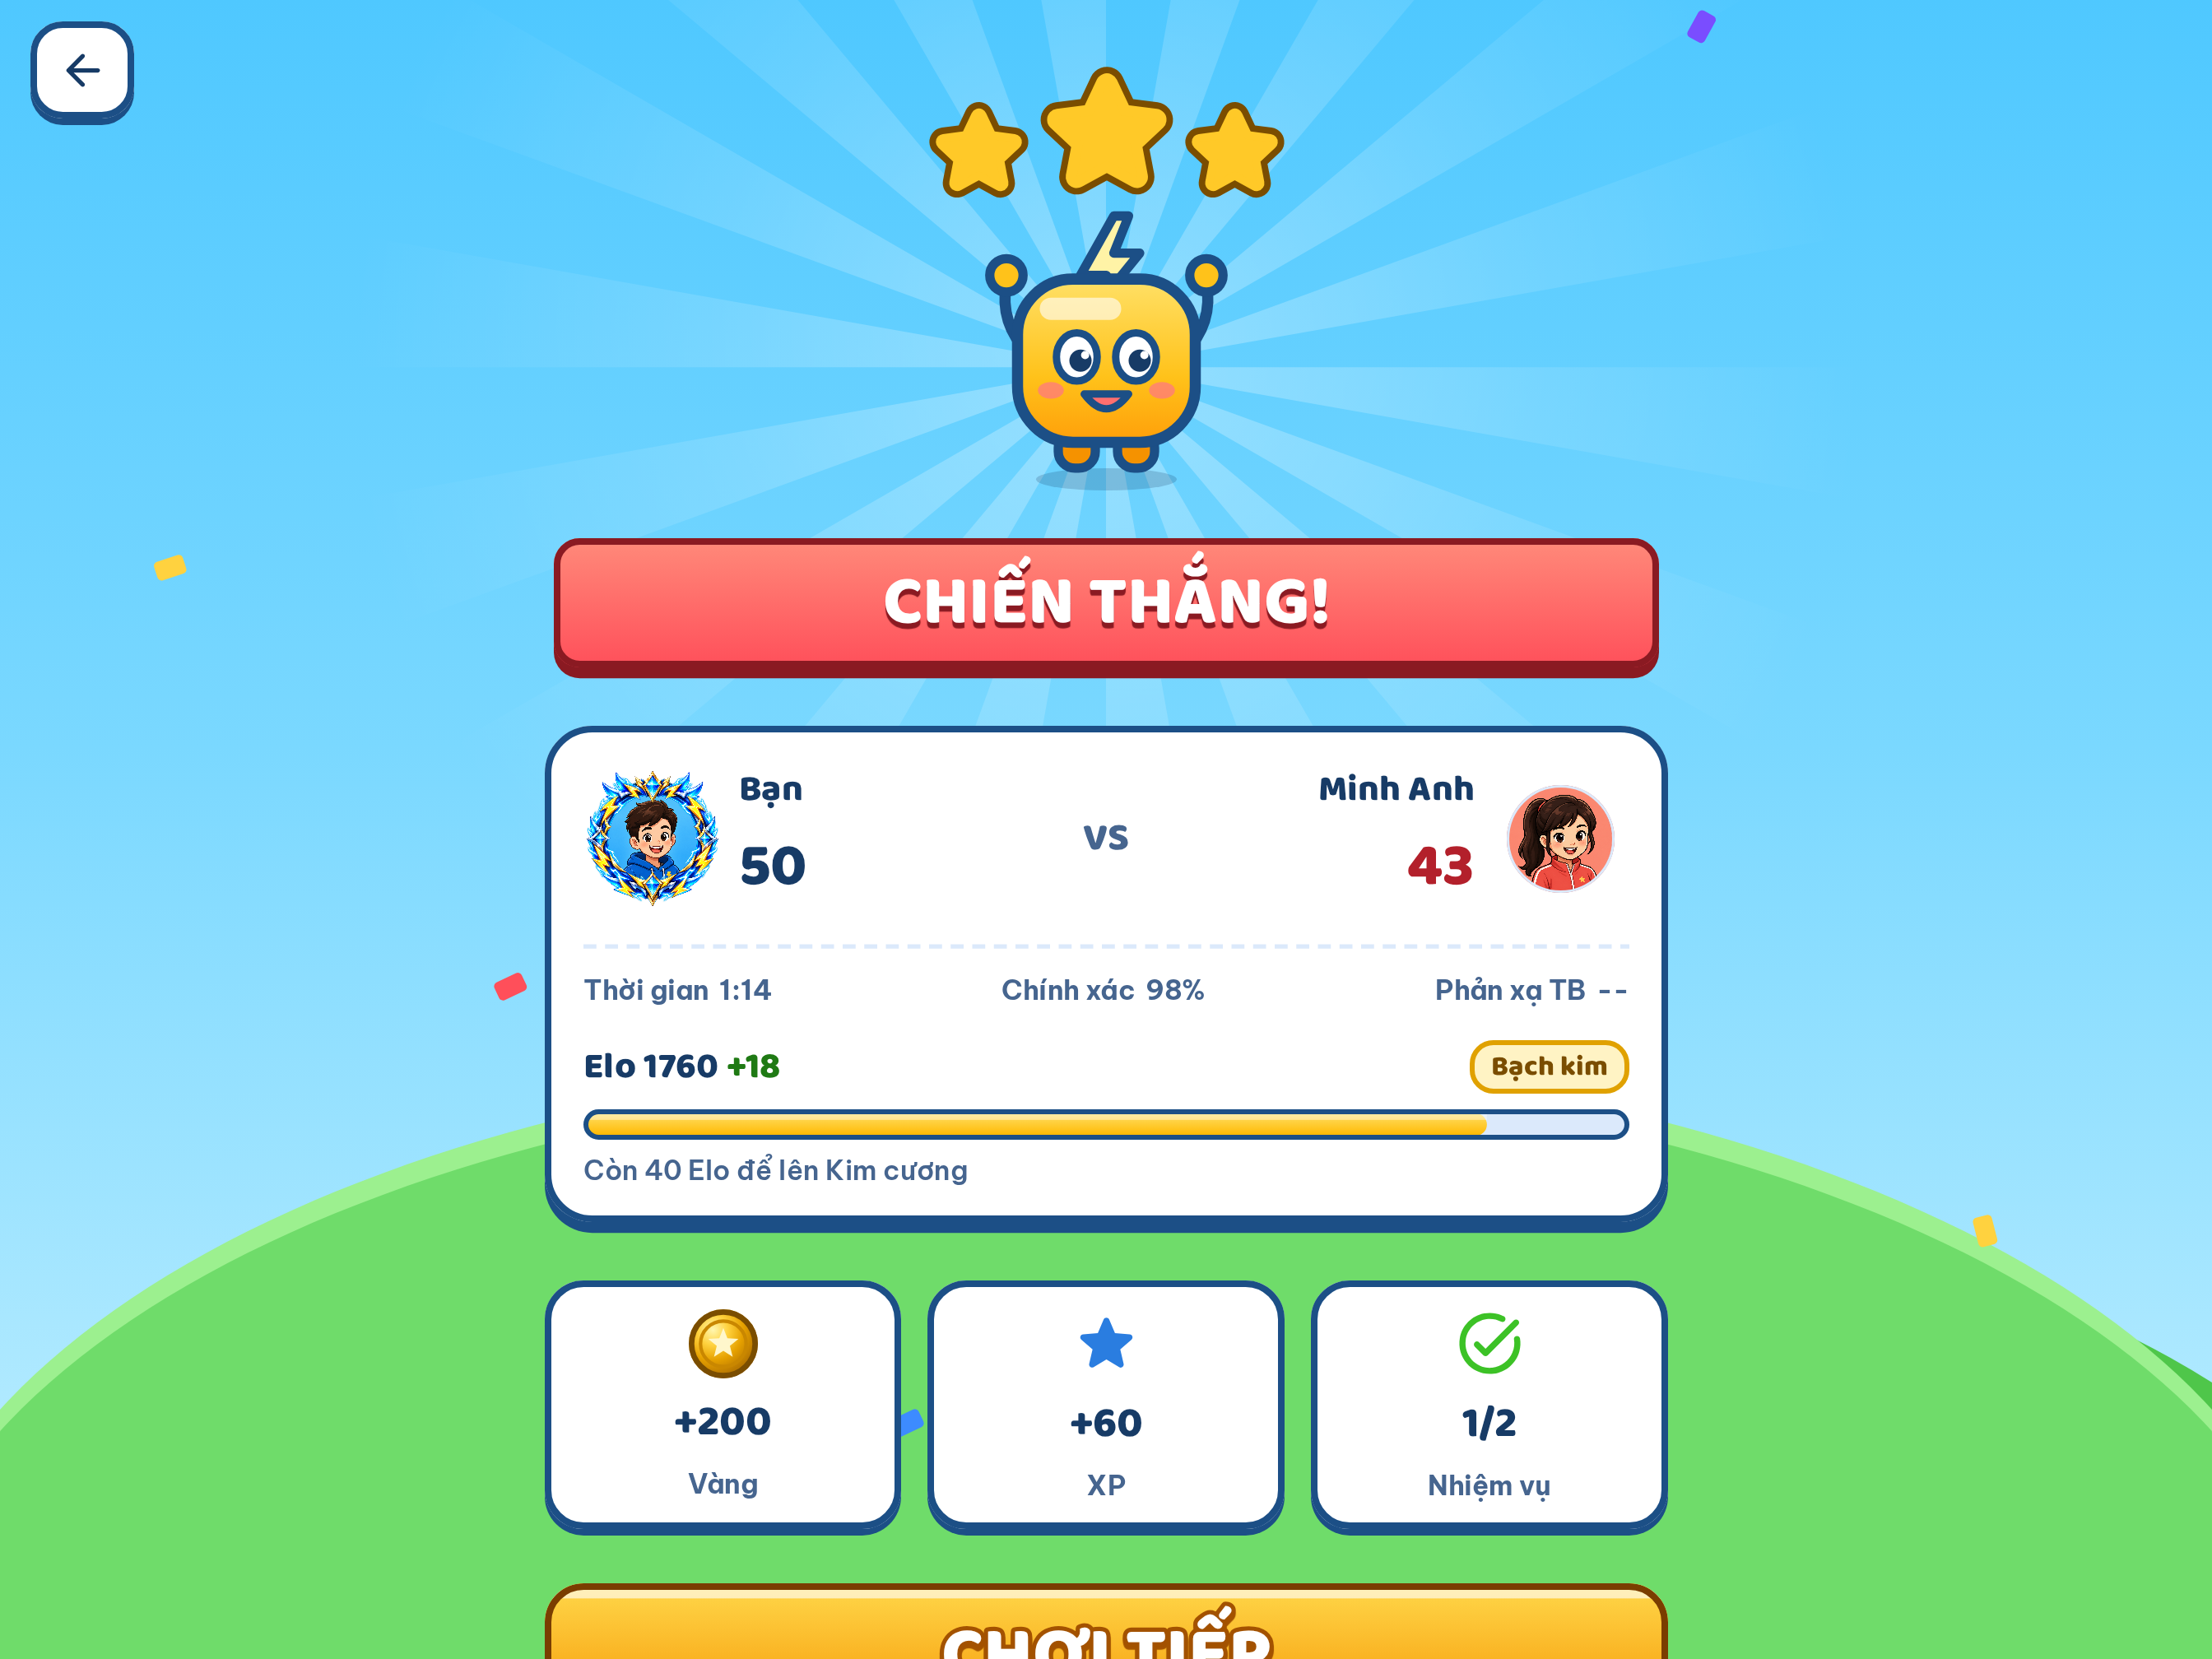 CHIẾN THẮNG!
Bạn
50
VS
Minh Anh
43
Thời gian 1:14
Chính xác 98%
Phản xạ TB --
Elo 1760 +18
Bạch kim
Còn 40 Elo để lên Kim cương
+200
Vàng
+60
XP
1/2
Nhiệm vụ
CHƠI TIẾP